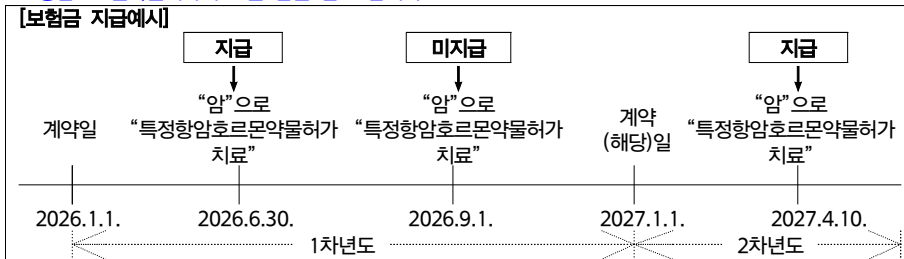 [보험금 지급예시]
지급 미지급 지급
계약일
“암”으로
“특정항암호르몬약물허가
치료”
“암”으로
“특정항암호르몬약물허가
치료”
계약
(해당)일
“암”으로
“특정항암호르몬약물허가
치료”
2026.1.1. 2026.6.30. 2026.9.1. 2027.1.1. 2027.4.10.
1차년도 2차년도